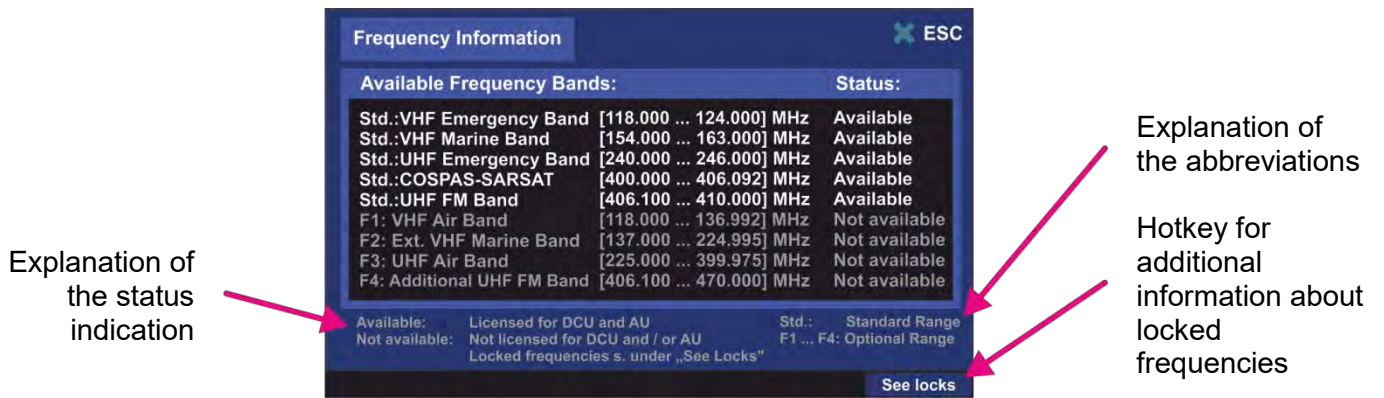 Frequency Information
ESC
Available Frequency Bands: Status:
Std.:VHF Emergency Band [118.000 ... 124.000] MHz Available
Std.:VHF Marine Band [154.000 ... 163.000] MHz Available
Std.:UHF Emergency Band [240.000 ... 246.000] MHz Available
Std.:COSPAS-SARSAT [400.000 ... 406.092] MHz Available
Std.:UHF FM Band [406.100 ... 410.000] MHz Available
F1: VHF Air Band [118.000 ... 136.992] MHz Not available
F2: Ext. VHF Marine Band [137.000 ... 224.995] MHz Not available
F3: UHF Air Band [225.000 ... 399.975] MHz Not available
F4: Additional UHF FM Band [406.100 ... 470.000] MHz Not available
Available: Licensed for DCU and AU Std.: Standard Range
Not available: Not licensed for DCU and / or AU F1 ... F4: Optional Range
Locked frequencies s. under „See Locks"
See locks
Explanation of
the status
indication
Explanation of
the abbreviations
Hotkey for
additional
information about
locked
frequencies